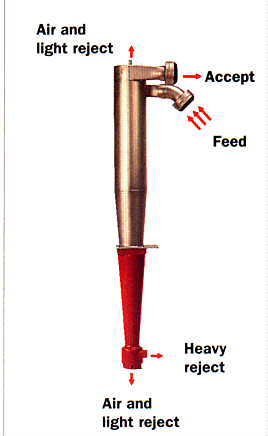 Air and
light reject
Accept
Feed
Heavy
reject
Air and
light reject